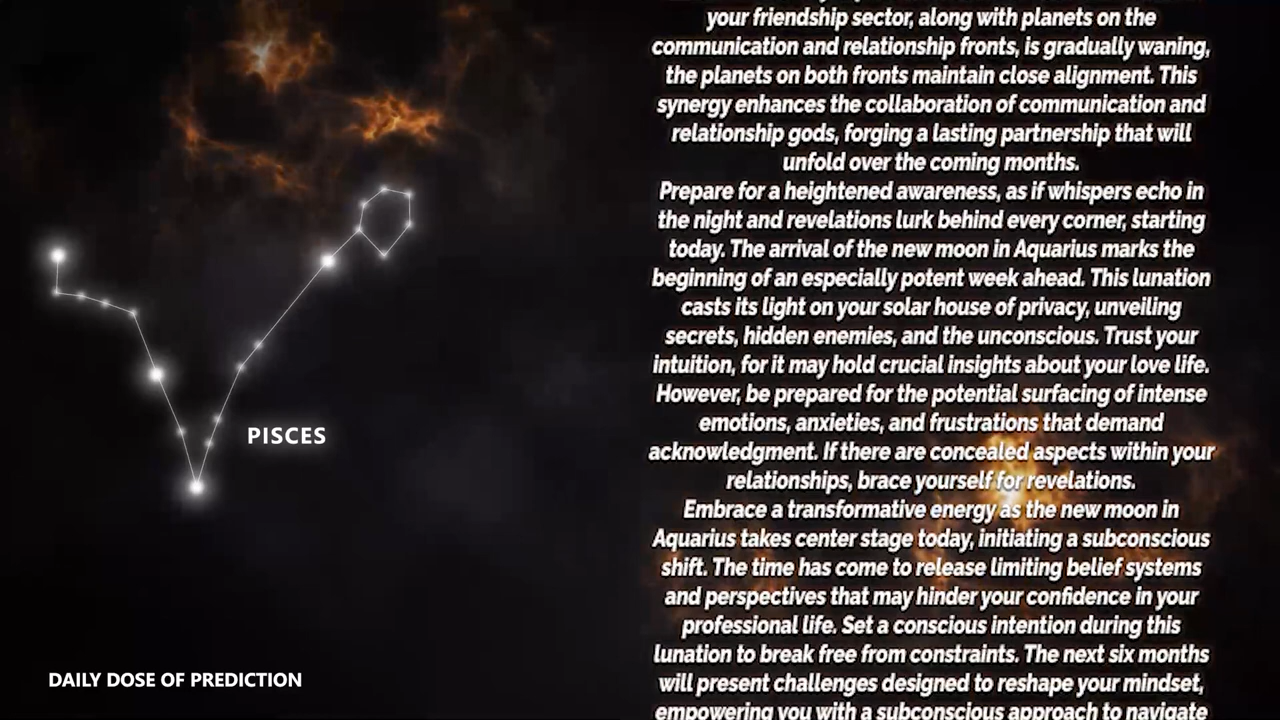 your friendship sector, along with planets on the
communication and relationship fronts, is gradually waning,
the planets on both fronts maintain close alignment. This
synergy enhances the collaboration of communication and
relationship gods, forging a lasting partnership that will
unfold over the coming months.
Prepare for a heightened awareness, as if whispers echo in
the night and revelations lurk behind every corner, starting
today. The arrival of the new moon in Aquarius marks the
beginning of an especially potent week ahead. This lunation
casts its light on your solar house of privacy, unveiling
secrets, hidden enemies, and the unconscious. Trust your
intuition, for it may hold crucial insights about your love life.
However, be prepared for the potential surfacing of intense
emotions, anxieties, and frustrations that demand
acknowledgment. If there are concealed aspects within your
relationships, brace yourself for revelations.
Embrace a transformative energy as the new moon in
Aquarius takes center stage today, initiating a subconscious
shift. The time has come to release limiting belief systems
and perspectives that may hinder your confidence in your
professional life. Set a conscious intention during this
lunation to break free from constraints. The next six months
will present challenges designed to reshape your mindset,
empowering you with a subconscious approach to navigate
PISCES
DAILY DOSE OF PREDICTION